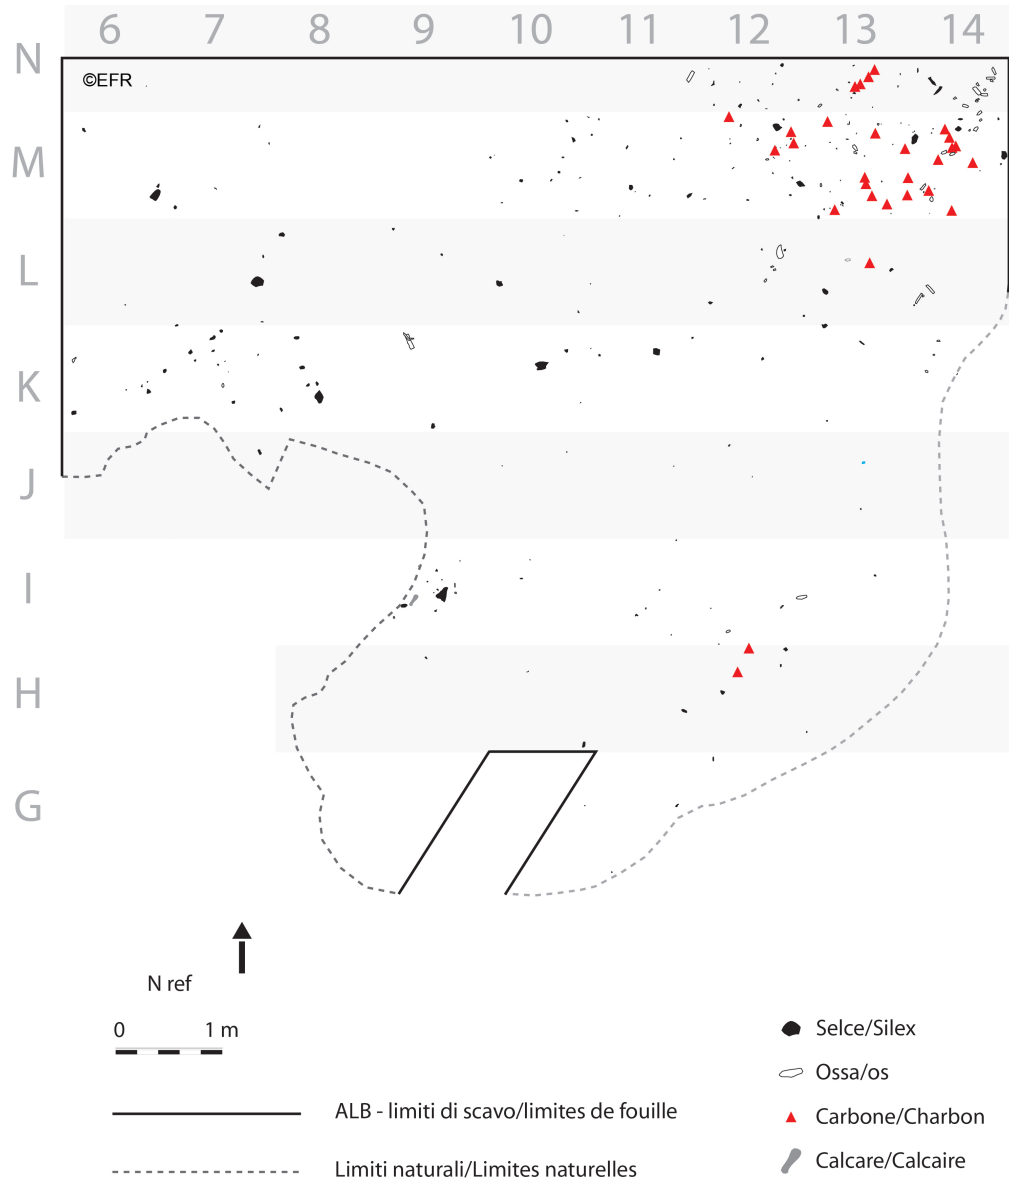 6 7 8 9 10 11 12 13 14
N
©EFR
M
L
K
J
I
H
G
N ref
0 1 m
Selce/Silex
Ossa/os
ALB - limiti di scavo/limites de fouille
Carbone/Charbon
Limiti naturali/Limites naturelles
Calcare/Calcaire